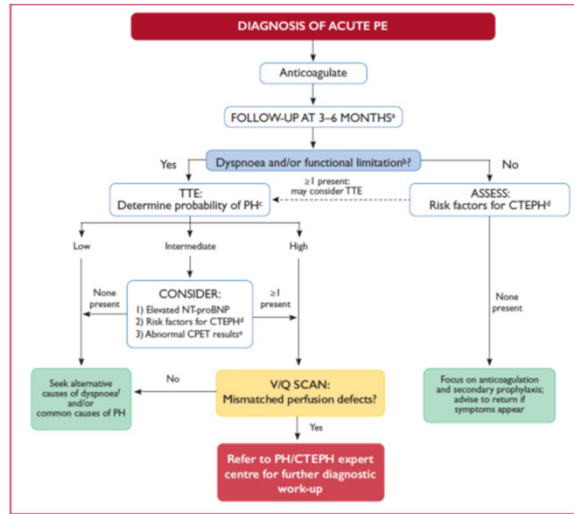 DIAGNOSIS OF ACUTE PE
Anticoagulate
FOLLOW-UP AT 3–6 MONTHSᵃ
Dyspnoea and/or functional limitationᵇ?
Yes
No
TTE:
Determine probability of PHᶜ
≥1 present:
may consider TTE
ASSESS:
Risk factors for CTEPHᵈ
Low
Intermediate
High
None
present
CONSIDER:
1) Elevated NT-proBNP
2) Risk factors for CTEPHᵈ
3) Abnormal CPET resultsᵉ
≥1
present
None
present
Seek alternative
causes of dyspnoeaᶠ
and/or
common causes of PH
No
V/Q SCAN:
Mismatched perfusion defects?
Focus on anticoagulation
and secondary prophylaxis;
advise to return if
symptoms appear
Yes
Refer to PH/CTEPH expert
centre for further diagnostic
work-up